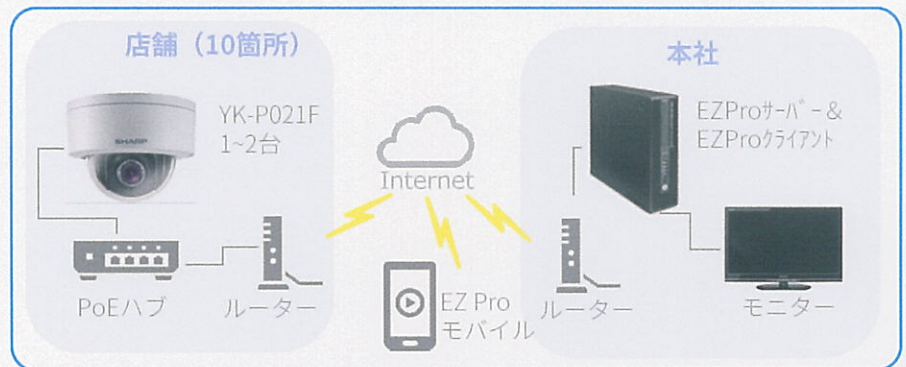 店舗（10箇所）
SHARP
YK-P021F
1~2台
PoEハブ
ルーター
Internet
EZ Pro
モバイル
本社
EZProｻｰﾊﾞｰ＆
EZProｸﾗｲｱﾝﾄ
ルーター
モニター